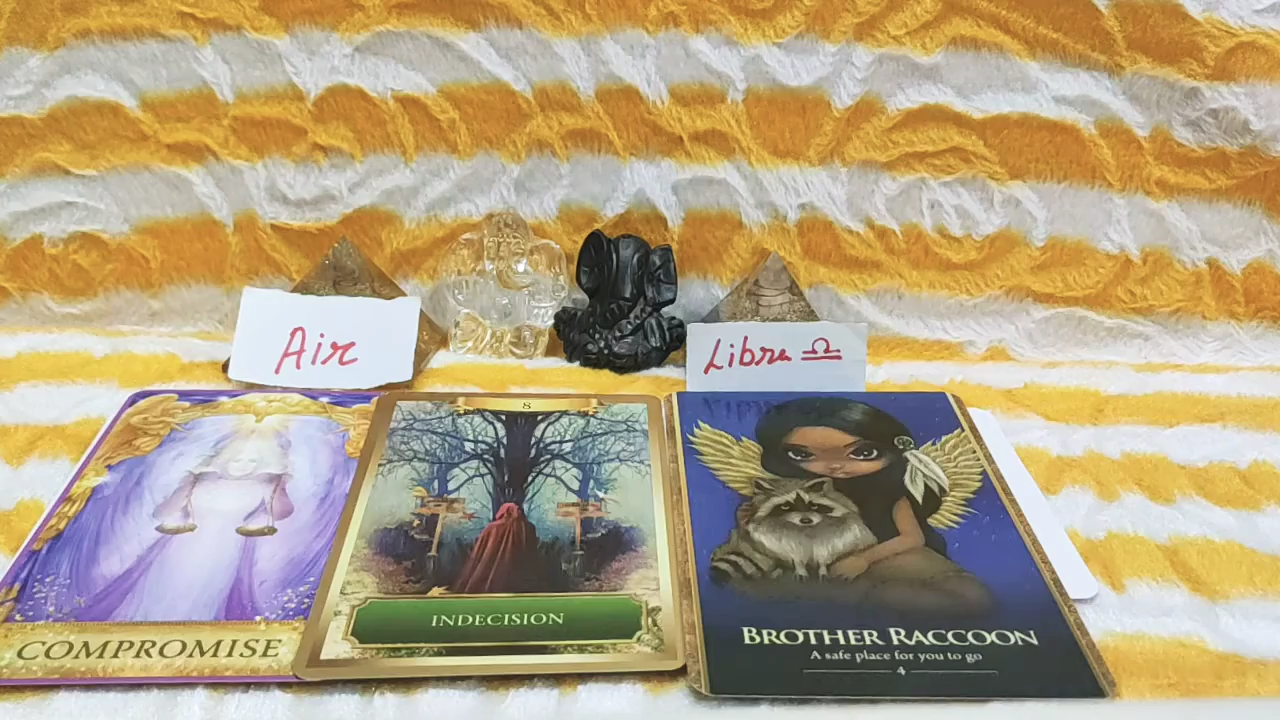 Air
Libra ♎
COMPROMISE
8
INDECISION
BROTHER RACCOON
A safe place for you to go
4